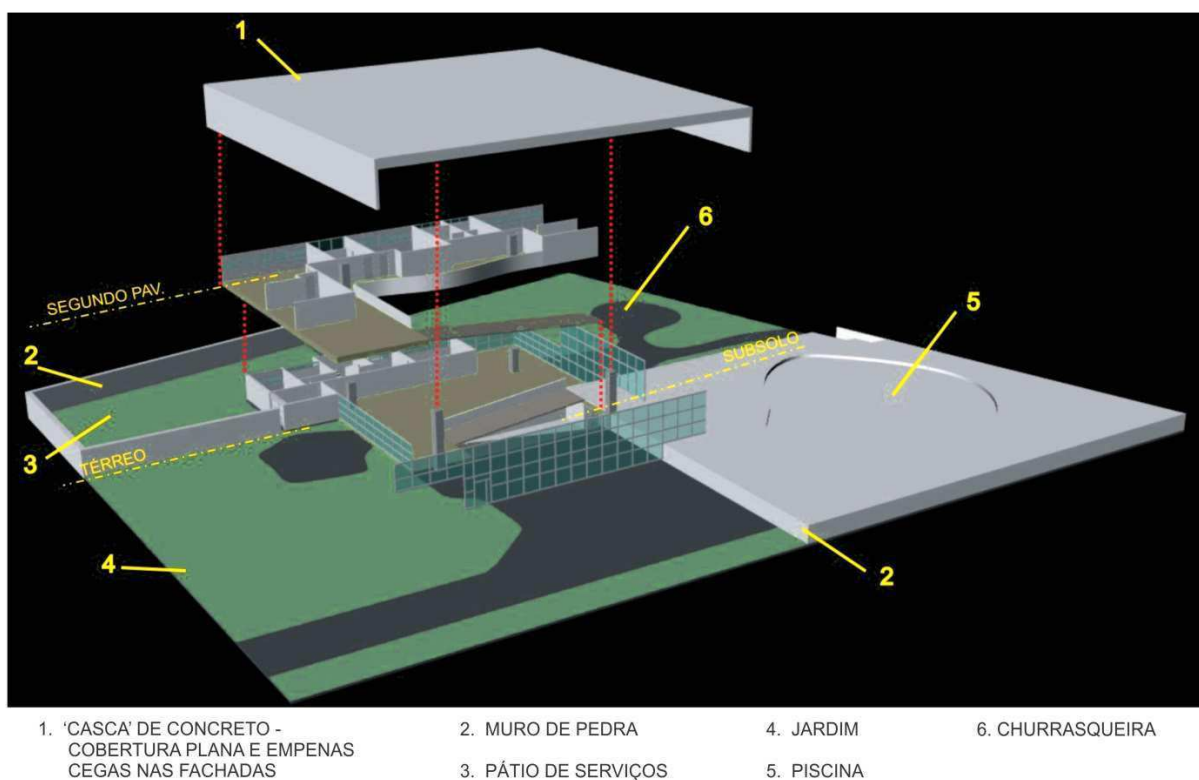 1
6
SEGUNDO PAV.
5
SUBSOLO
2
3
TÉRREO
4
2
1. 'CASCA' DE CONCRETO -
COBERTURA PLANA E EMPENAS
CEGAS NAS FACHADAS
2. MURO DE PEDRA
3. PÁTIO DE SERVIÇOS
4. JARDIM
5. PISCINA
6. CHURRASQUEIRA